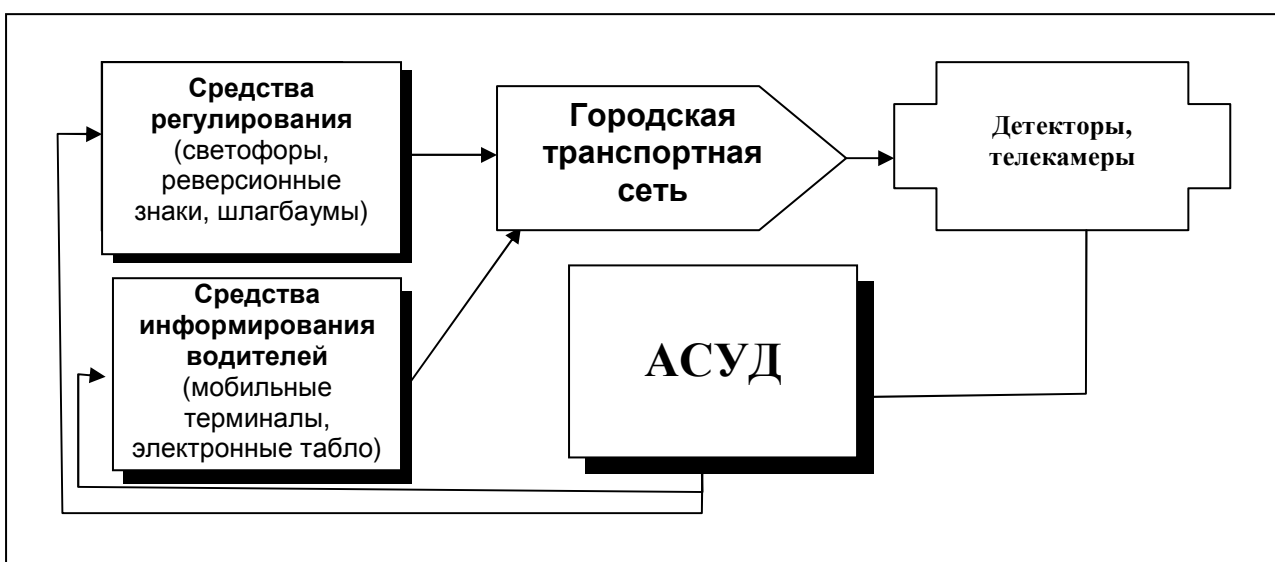 Средства
регулирования
(светофоры,
реверсионные
знаки, шлагбаумы)
Городская
транспортная
сеть
Детекторы,
телекамеры
Средства
информирования
водителей
(мобильные
терминалы,
электронные табло)
АСУД